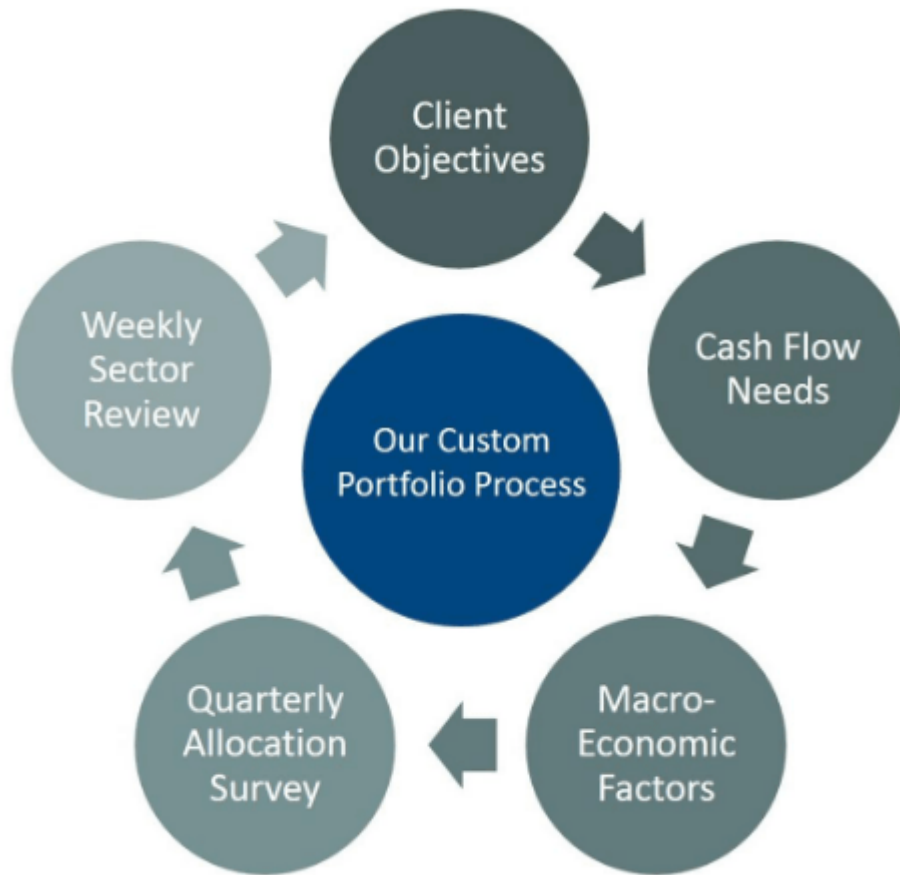 Client
Objectives
Cash Flow
Needs
Macro-
Economic
Factors
Quarterly
Allocation
Survey
Weekly
Sector
Review
Our Custom
Portfolio Process